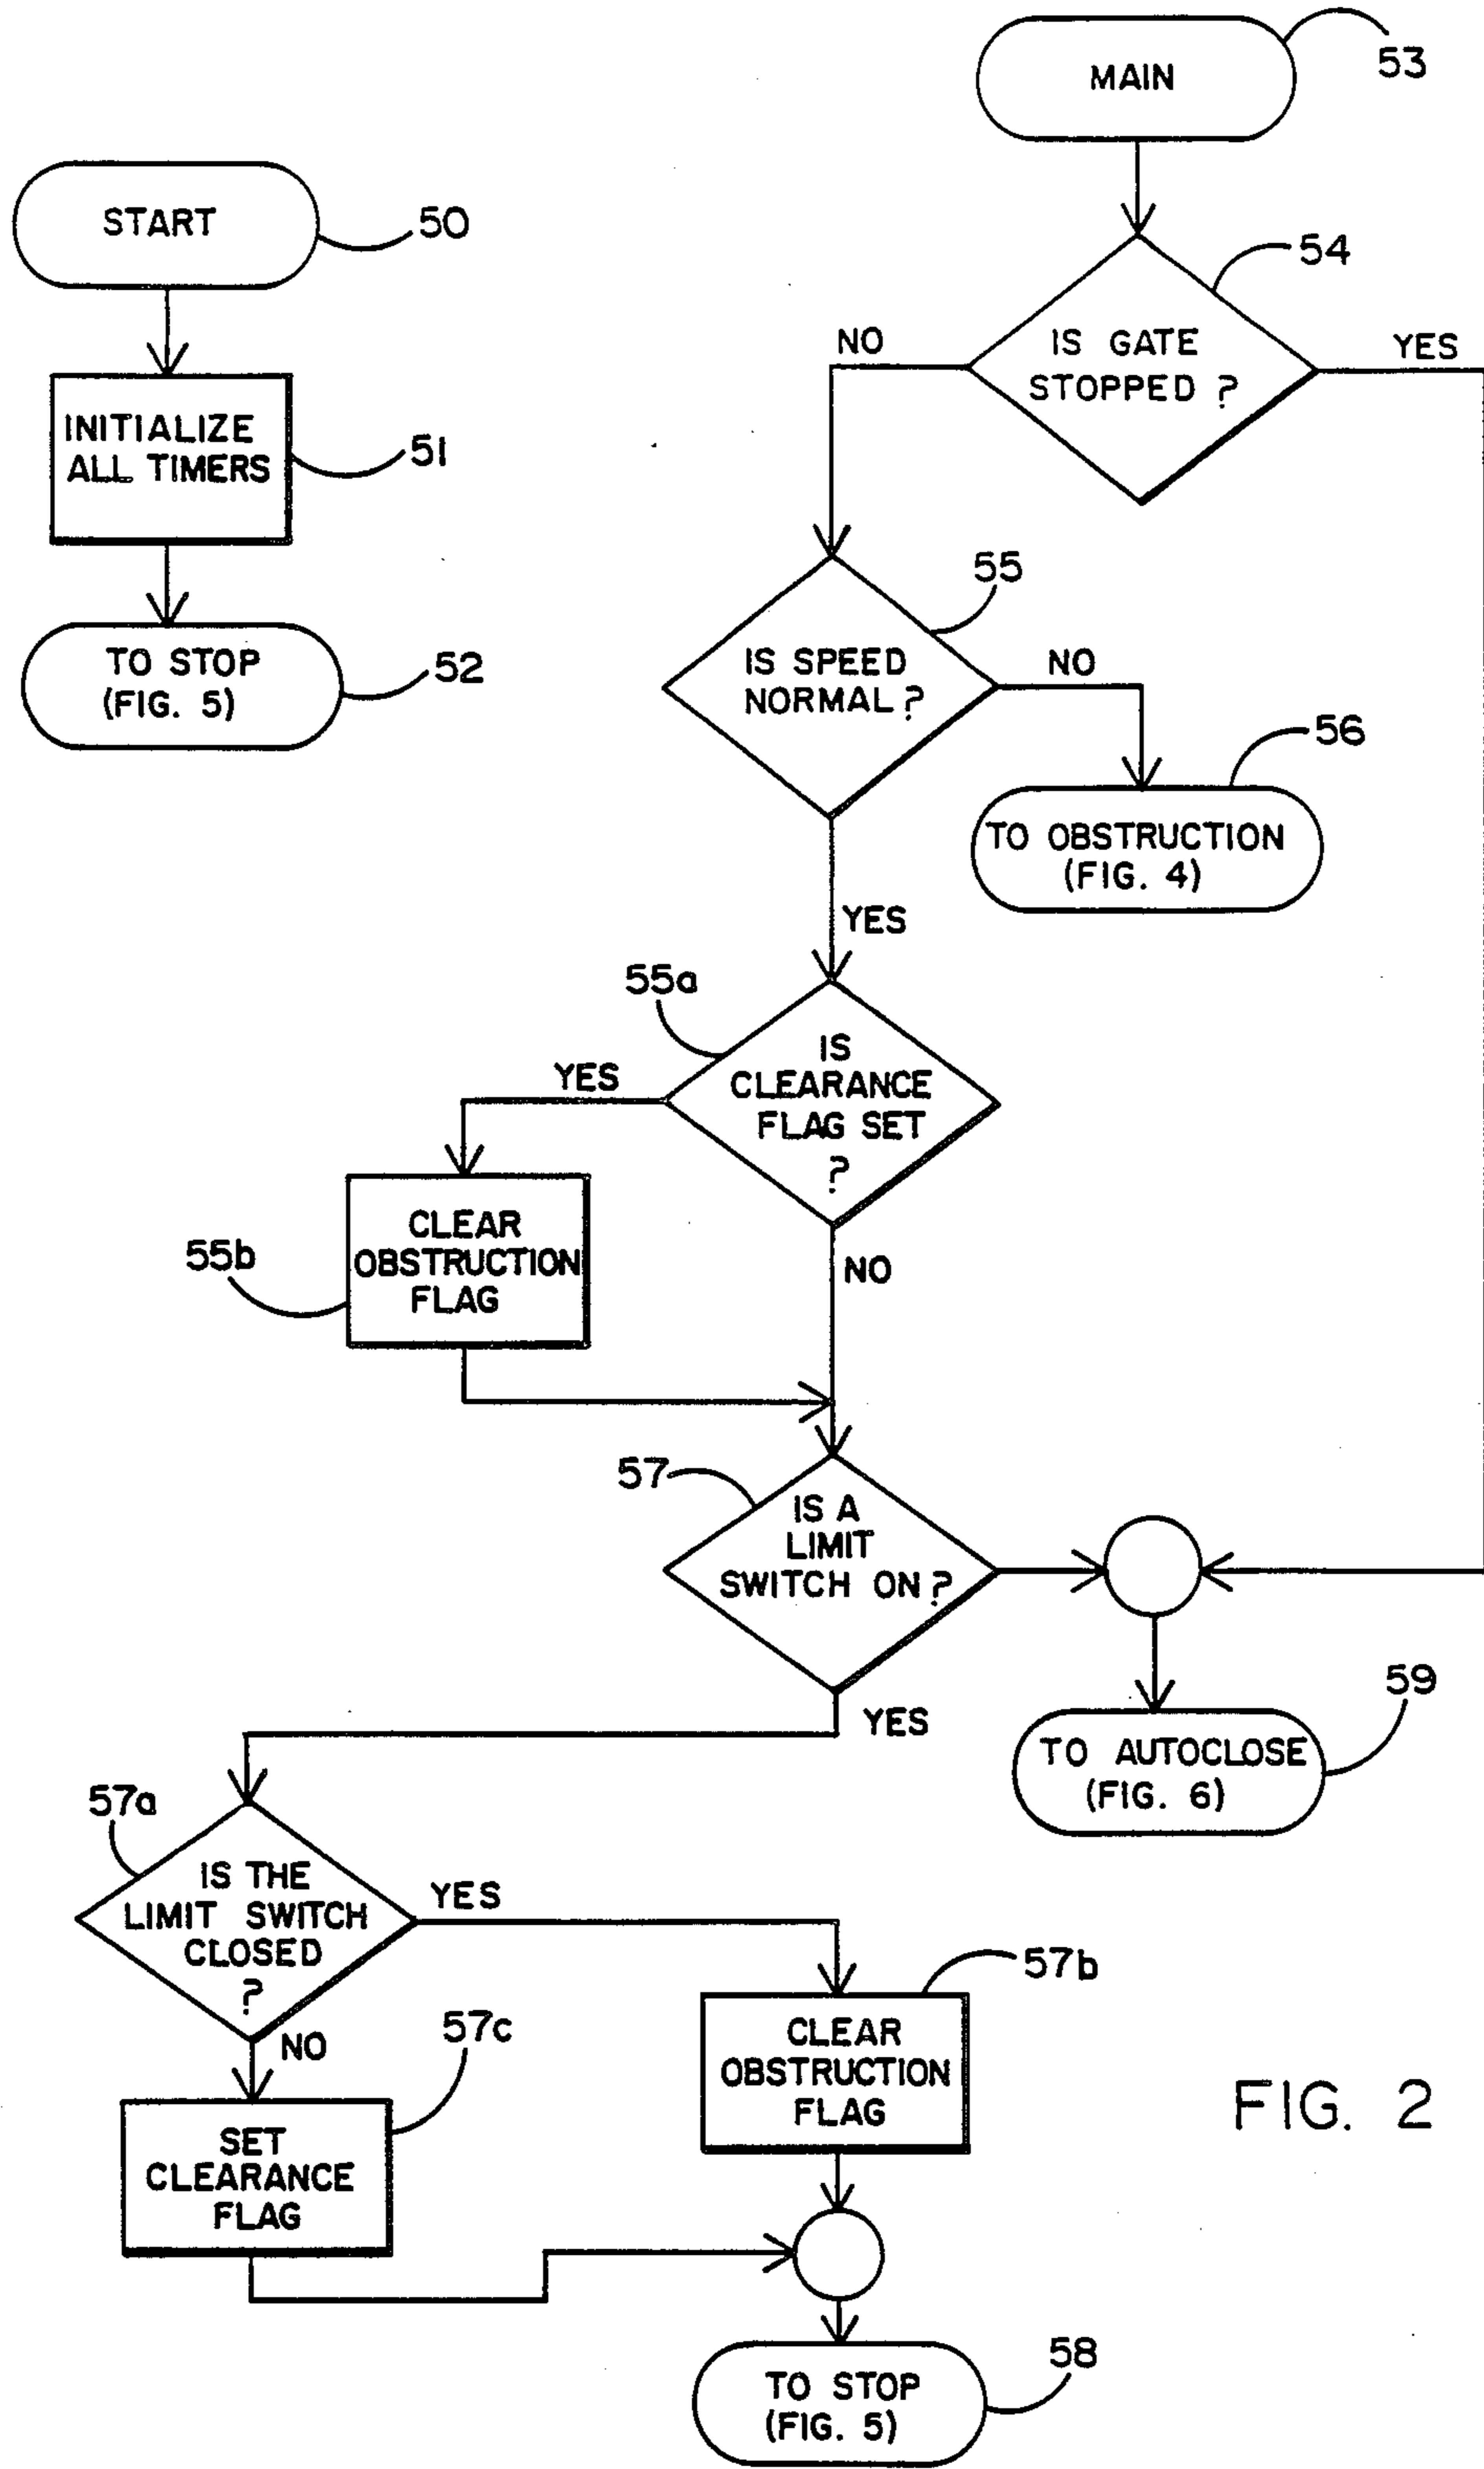 MAIN
53
START
50
54
IS GATE
STOPPED ?
NO
YES
INITIALIZE
ALL TIMERS
51
55
IS SPEED
NORMAL ?
NO
TO STOP
(FIG. 5)
52
56
TO OBSTRUCTION
(FIG. 4)
YES
55a
IS
CLEARANCE
FLAG SET
?
YES
CLEAR
OBSTRUCTION
FLAG
55b
NO
57
IS A
LIMIT
SWITCH ON ?
YES
59
TO AUTOCLOSE
(FIG. 6)
57a
IS THE
LIMIT SWITCH
CLOSED
?
YES
57b
CLEAR
OBSTRUCTION
FLAG
NO
57c
SET
CLEARANCE
FLAG
FIG. 2
58
TO STOP
(FIG. 5)